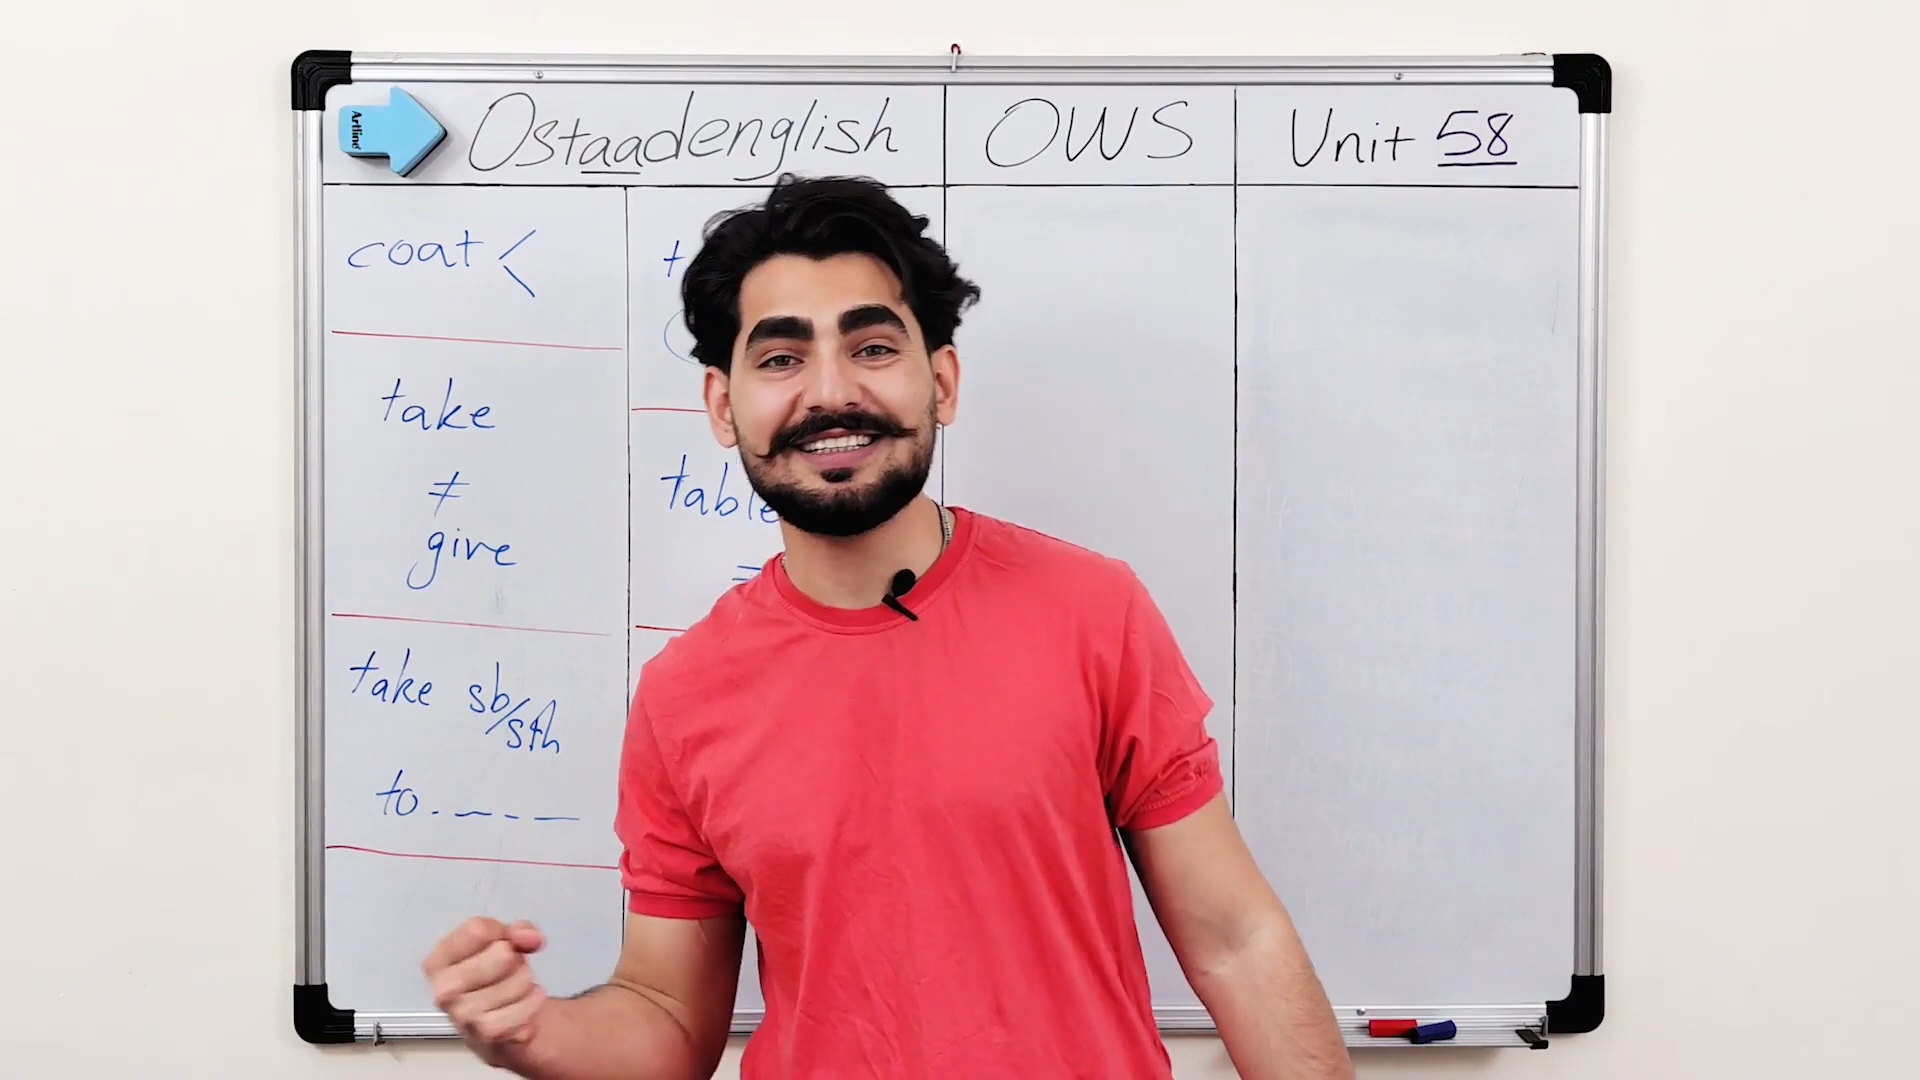 Artline
Ostaadenglish
OWS
Unit 58
coat <
take
≠
give
take sb/sth
to.----
table
=